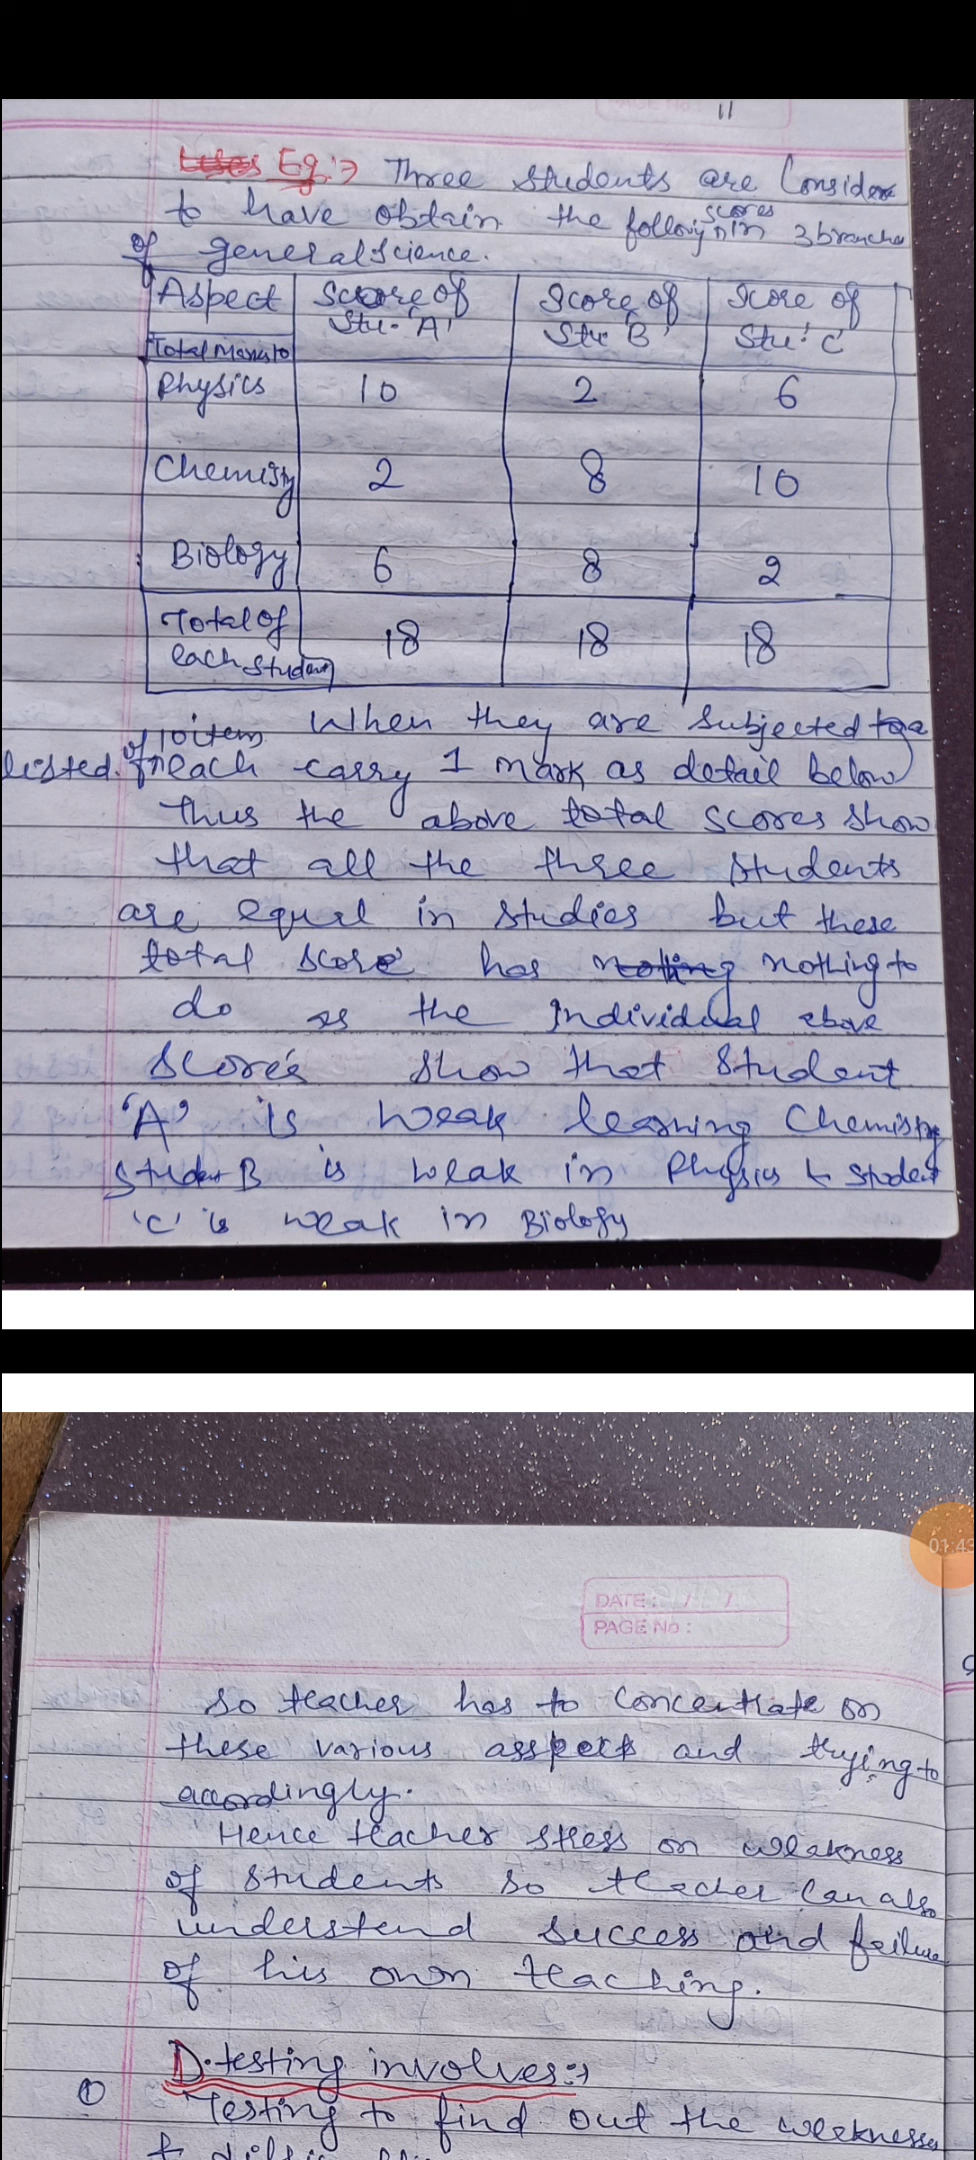 11
Eg:→ Three students are Consider
to have obtain the following scores in 3 branches
of general science.
Aspect | Score of Stu. 'A' | Score of Stu 'B' | Score of Stu. 'C'
Total Marks 10
Physics 10 2 6
Chemistry 2 8 10
Biology 6 8 2
Total of each student 18 18 18
When they are subjected to a
listed. of 10 item each carry 1 mark as detail below
Thus the above total scores show
that all the three students
are equal in studies but these
total score has nothing to
do as the individual above
scores show that student
'A' is weak learning Chemistry
Student B is weak in Physics & Student
'C' is weak in Biology
01:43
DATE: / /
PAGE No:
so teacher has to concentrate on
these various asspects and trying to
accordingly.
Hence teacher stress on weakness
of students so teacher can also
understand success and failure
of his own teaching.
D. testing involves:→
① Testing to find out the weaknesses